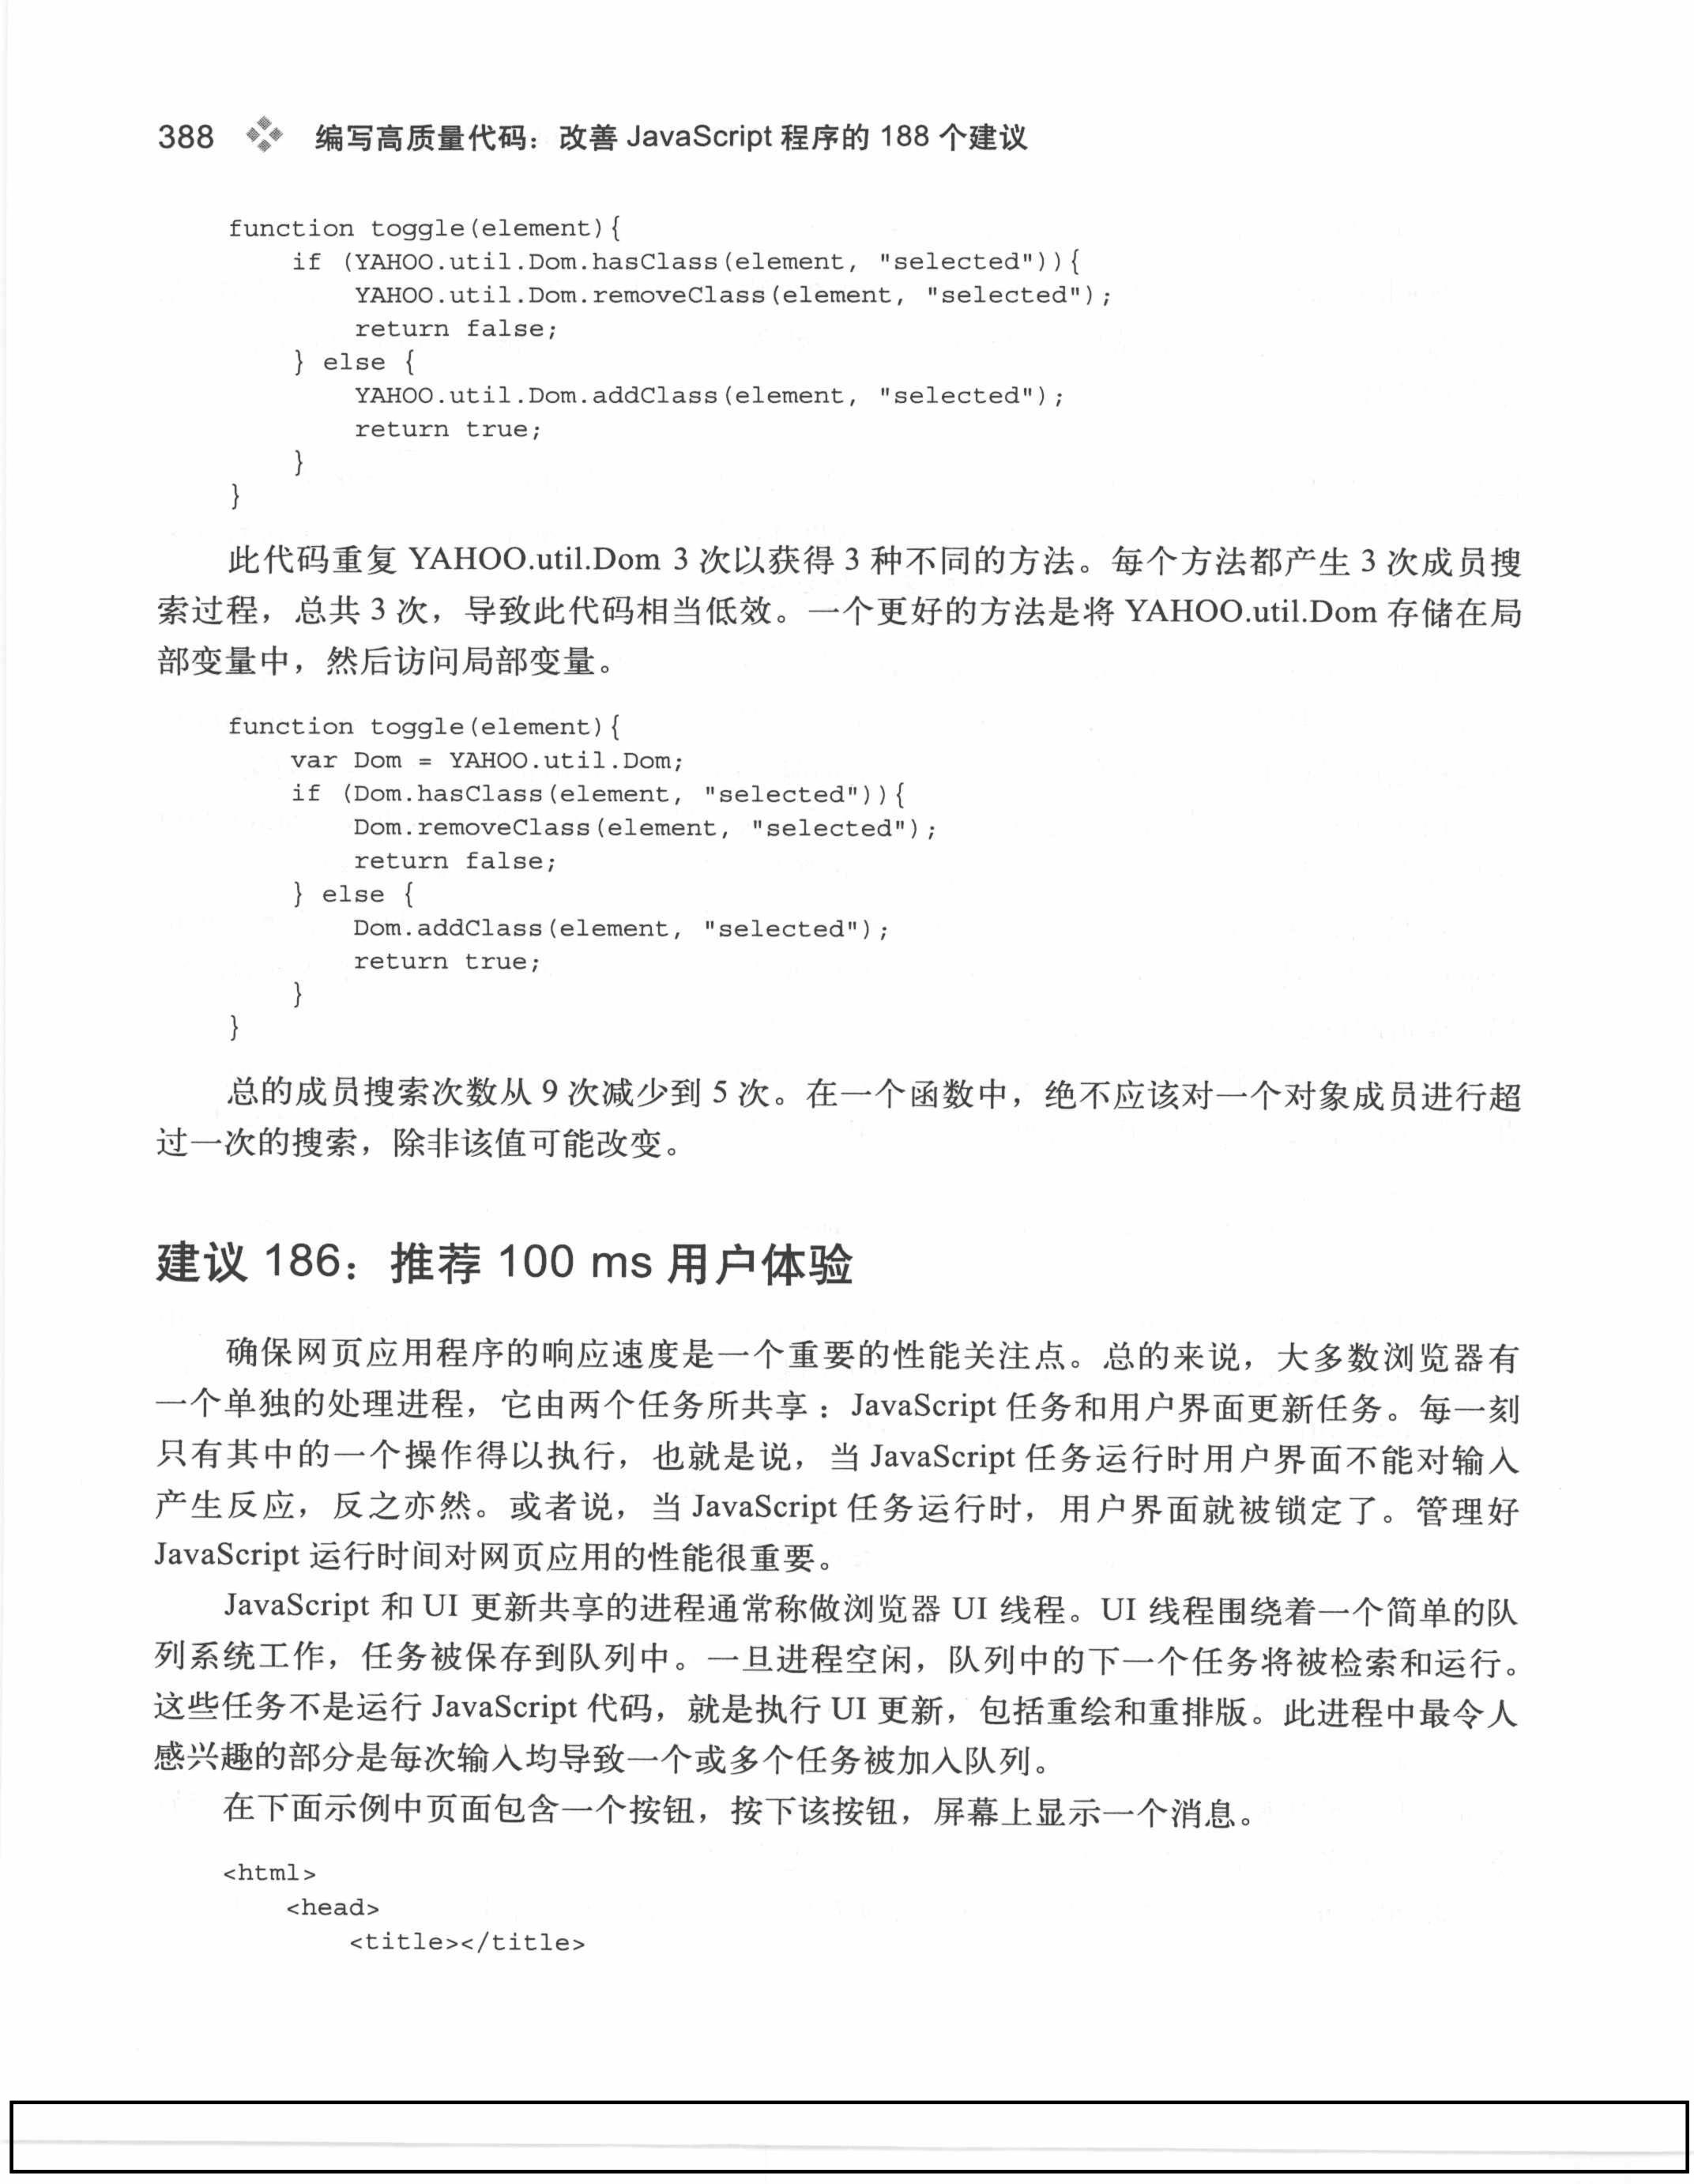 388 编写高质量代码：改善 JavaScript 程序的 188 个建议
function toggle(element){
    if (YAHOO.util.Dom.hasClass(element, "selected")){
        YAHOO.util.Dom.removeClass(element, "selected");
        return false;
    } else {
        YAHOO.util.Dom.addClass(element, "selected");
        return true;
    }
}
此代码重复 YAHOO.util.Dom 3 次以获得 3 种不同的方法。每个方法都产生 3 次成员搜
索过程，总共 3 次，导致此代码相当低效。一个更好的方法是将 YAHOO.util.Dom 存储在局
部变量中，然后访问局部变量。
function toggle(element){
    var Dom = YAHOO.util.Dom;
    if (Dom.hasClass(element, "selected")){
        Dom.removeClass(element, "selected");
        return false;
    } else {
        Dom.addClass(element, "selected");
        return true;
    }
}
总的成员搜索次数从 9 次减少到 5 次。在一个函数中，绝不应该对一个对象成员进行超
过一次的搜索，除非该值可能改变。
建议 186：推荐 100 ms 用户体验
确保网页应用程序的响应速度是一个重要的性能关注点。总的来说，大多数浏览器有
一个单独的处理进程，它由两个任务所共享：JavaScript 任务和用户界面更新任务。每一刻
只有其中的一个操作得以执行，也就是说，当 JavaScript 任务运行时用户界面不能对输入
产生反应，反之亦然。或者说，当 JavaScript 任务运行时，用户界面就被锁定了。管理好
JavaScript 运行时间对网页应用的性能很重要。
JavaScript 和 UI 更新共享的进程通常称做浏览器 UI 线程。UI 线程围绕着一个简单的队
列系统工作，任务被保存到队列中。一旦进程空闲，队列中的下一个任务将被检索和运行。
这些任务不是运行 JavaScript 代码，就是执行 UI 更新，包括重绘和重排版。此进程中最令人
感兴趣的部分是每次输入均导致一个或多个任务被加入队列。
在下面示例中页面包含一个按钮，按下该按钮，屏幕上显示一个消息。
<html>
    <head>
        <title></title>